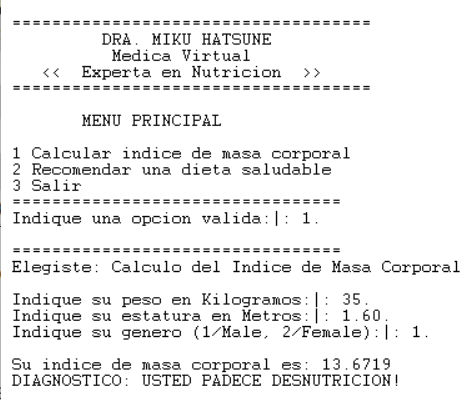 ====================================
DRA. MIKU HATSUNE
Medica Virtual
<< Experta en Nutricion >>
====================================
MENU PRINCIPAL
1 Calcular indice de masa corporal
2 Recomendar una dieta saludable
3 Salir
=================================
Indique una opcion valida:|: 1.
=================================
Elegiste: Calculo del Indice de Masa Corporal
Indique su peso en Kilogramos:|: 35.
Indique su estatura en Metros:|: 1.60.
Indique su genero (1/Male, 2/Female):|: 1.
Su indice de masa corporal es: 13.6719
DIAGNOSTICO: USTED PADECE DESNUTRICION!